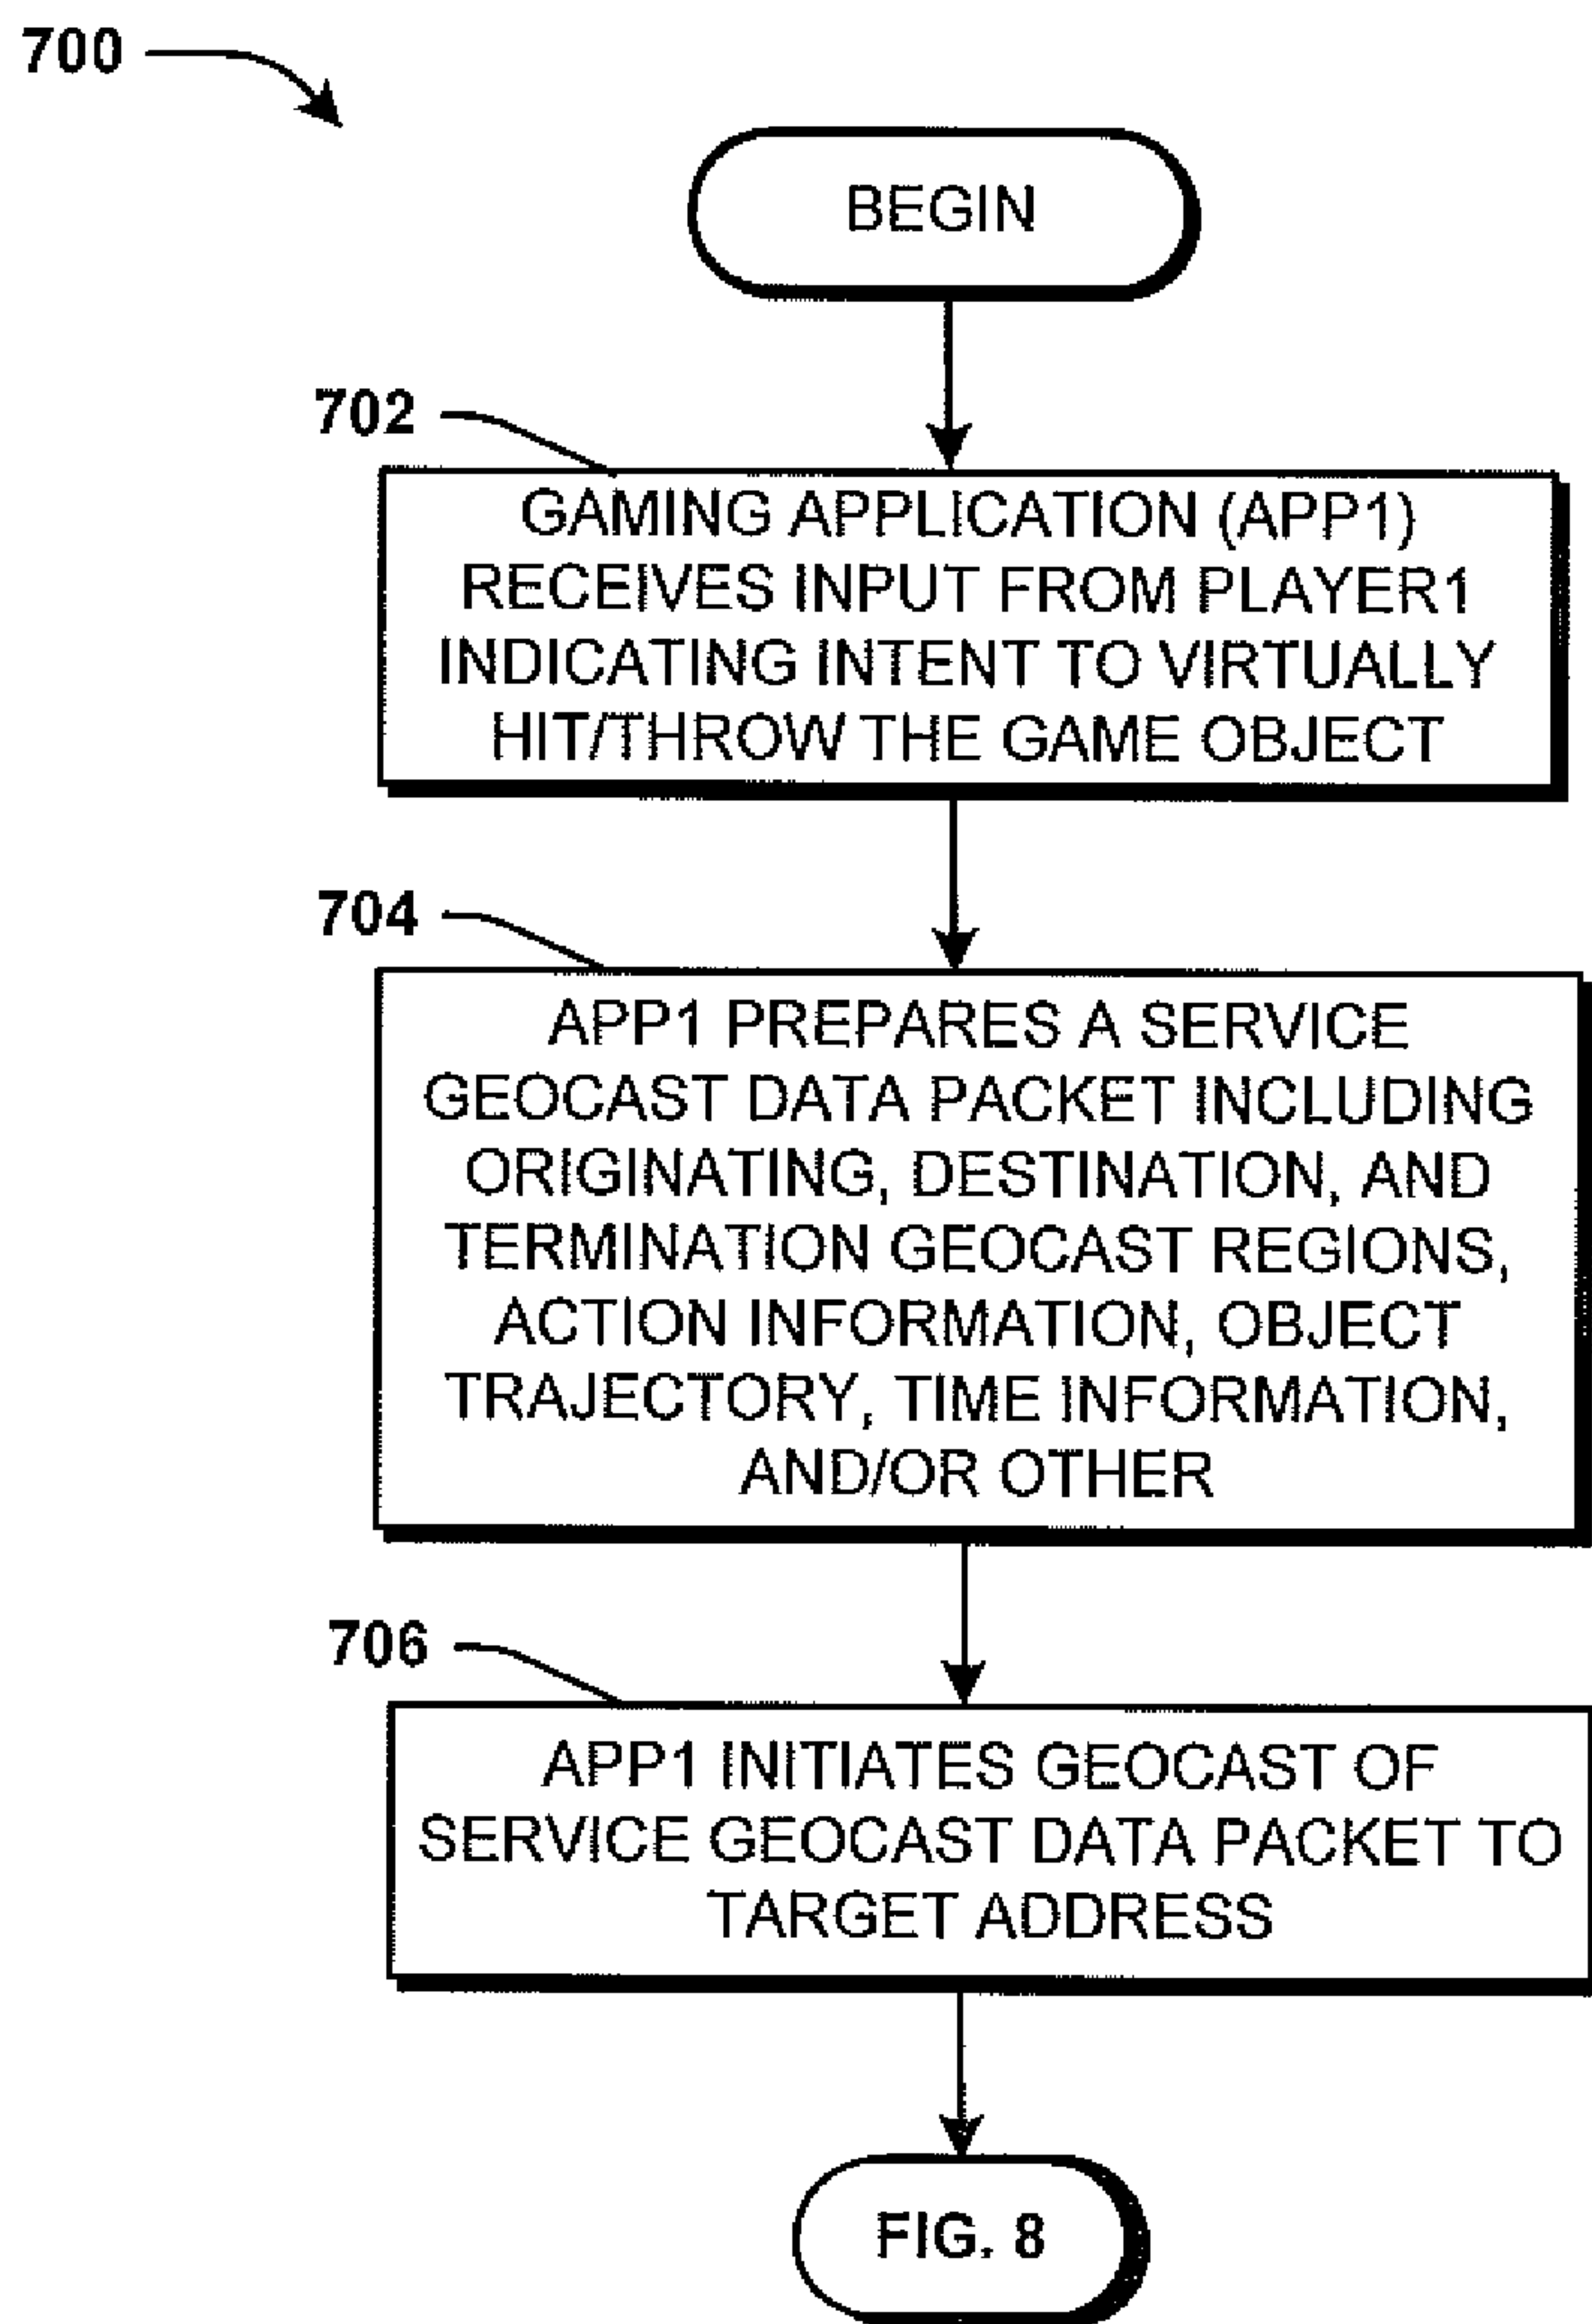 700
BEGIN
702
GAMING APPLICATION (APP1)
RECEIVES INPUT FROM PLAYER1
INDICATING INTENT TO VIRTUALLY
HIT/THROW THE GAME OBJECT
704
APP1 PREPARES A SERVICE
GEOCAST DATA PACKET INCLUDING
ORIGINATING, DESTINATION, AND
TERMINATION GEOCAST REGIONS,
ACTION INFORMATION, OBJECT
TRAJECTORY, TIME INFORMATION,
AND/OR OTHER
706
APP1 INITIATES GEOCAST OF
SERVICE GEOCAST DATA PACKET TO
TARGET ADDRESS
FIG. 8